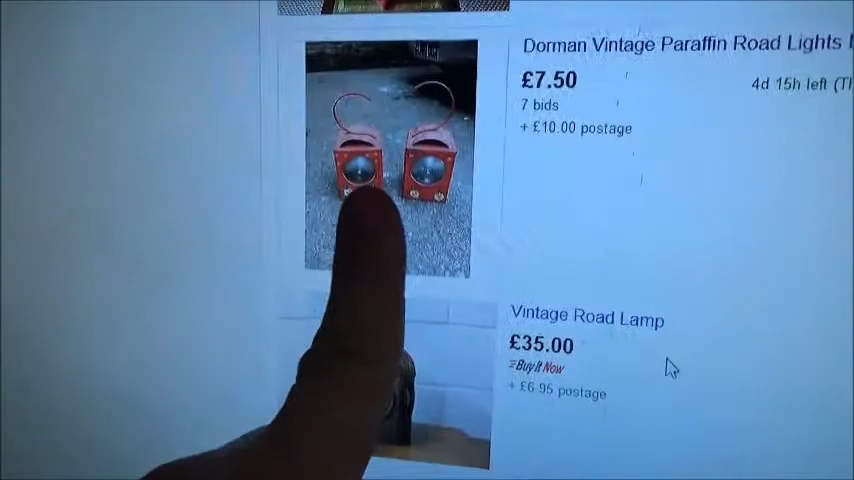 Dorman Vintage Paraffin Road Lights
£7.50
4d 15h left
7 bids
+ £10.00 postage
Vintage Road Lamp
£35.00
Buy It Now
+ £6.95 postage